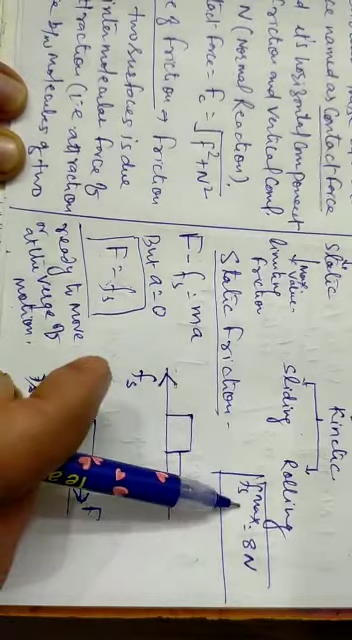 ce named as Contact force
d it's horizontal component
friction and vertical comp.
N (Normal Reaction).
tact force = fc = √f²+N²
e of friction → friction
two surfaces is due
intermolecular force of
ttraction (i.e attraction
e b/w molecules of two
Static
Kinetic
max value
limiting
friction
Sliding
Rolling
Static friction -
fs max = 8N
F - fs = ma
But a=0
F = fs
fs
ready to move
or
at the verge of
motion.
fs
F